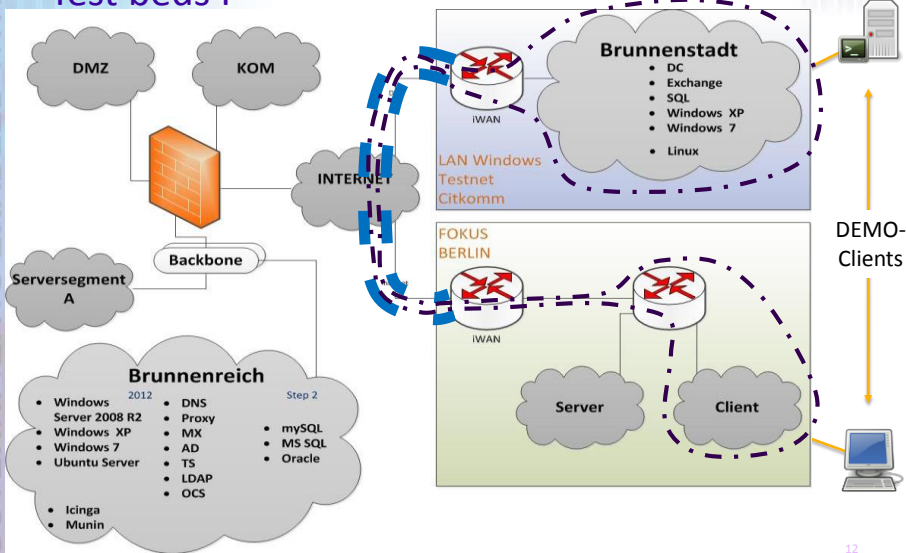 Test-beds I
DMZ
KOM
INTERNET
Backbone
Serversegment
A
Brunnenreich
2012
Step 2
• Windows
Server 2008 R2
• Windows XP
• Windows 7
• Ubuntu Server
• Icinga
• Munin
• DNS
• Proxy
• MX
• AD
• TS
• LDAP
• OCS
• mySQL
• MS SQL
• Oracle
iWAN
Brunnenstadt
• DC
• Exchange
• SQL
• Windows XP
• Windows 7
• Linux
LAN Windows
Testnet
Citkomm
FOKUS
BERLIN
iWAN
Server
Client
DEMO-
Clients
12